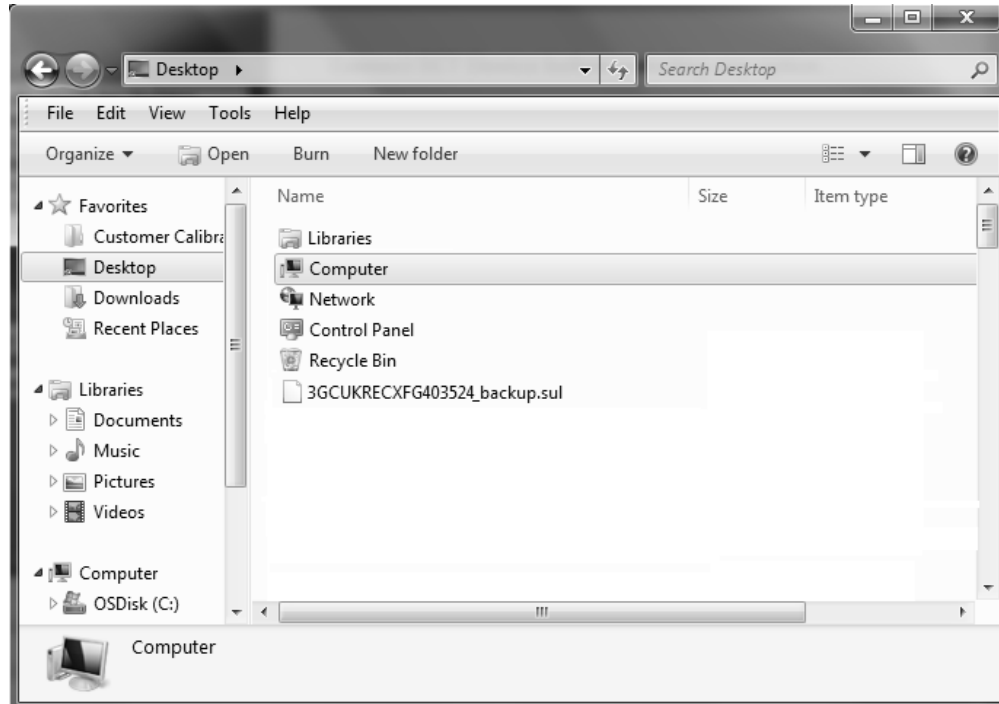 Desktop
Search Desktop
File Edit View Tools Help
Organize Open Burn New folder
Name Size Item type
Favorites
Customer Calibra
Desktop
Downloads
Recent Places
Libraries
Documents
Music
Pictures
Videos
Computer
OSDisk (C:)
Libraries
Computer
Network
Control Panel
Recycle Bin
3GCUKRECXFG403524_backup.sul
Computer